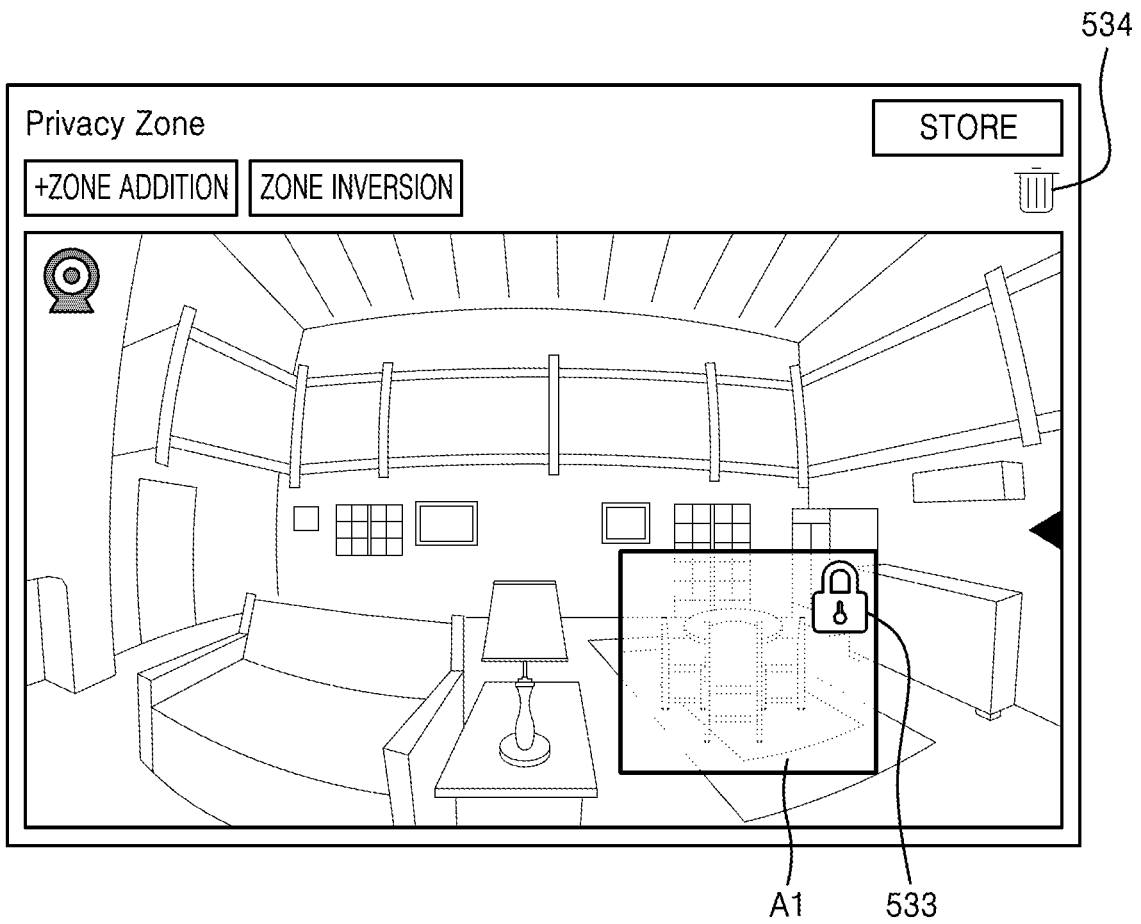 534
Privacy Zone
STORE
+ZONE ADDITION
ZONE INVERSION
A1
533